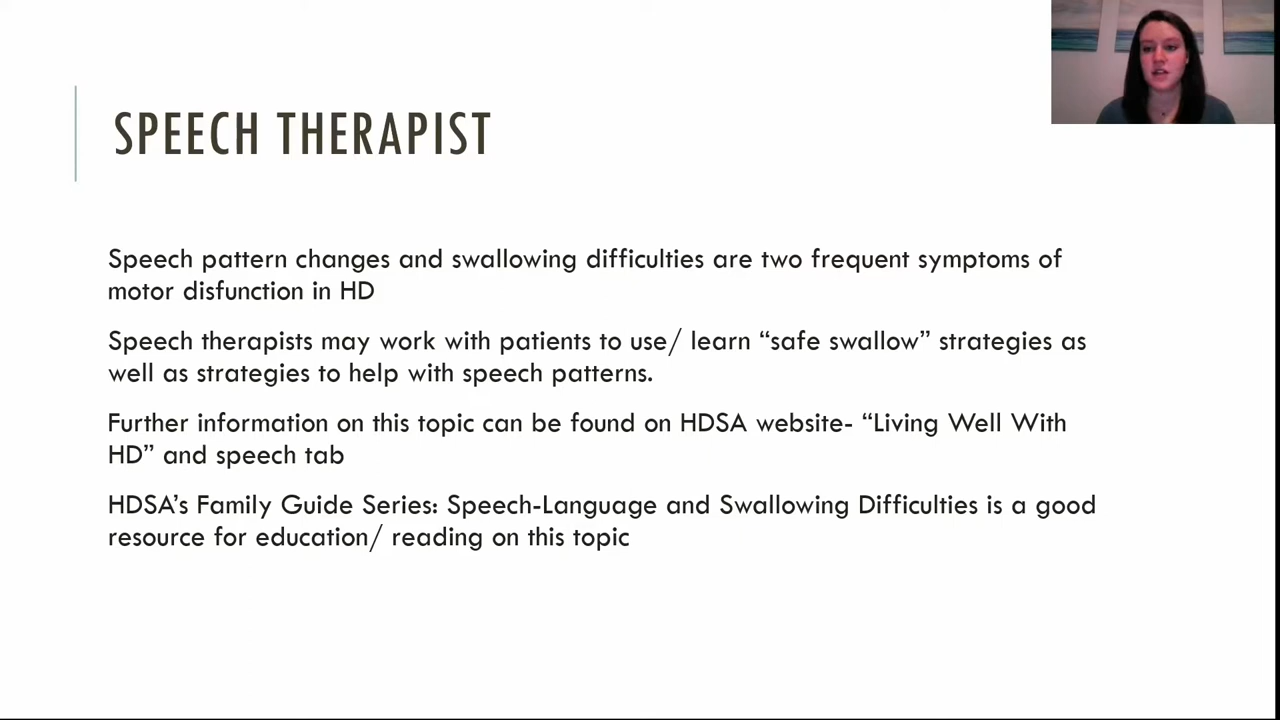 SPEECH THERAPIST
Speech pattern changes and swallowing difficulties are two frequent symptoms of
motor disfunction in HD
Speech therapists may work with patients to use/ learn “safe swallow” strategies as
well as strategies to help with speech patterns.
Further information on this topic can be found on HDSA website- “Living Well With
HD” and speech tab
HDSA’s Family Guide Series: Speech-Language and Swallowing Difficulties is a good
resource for education/ reading on this topic